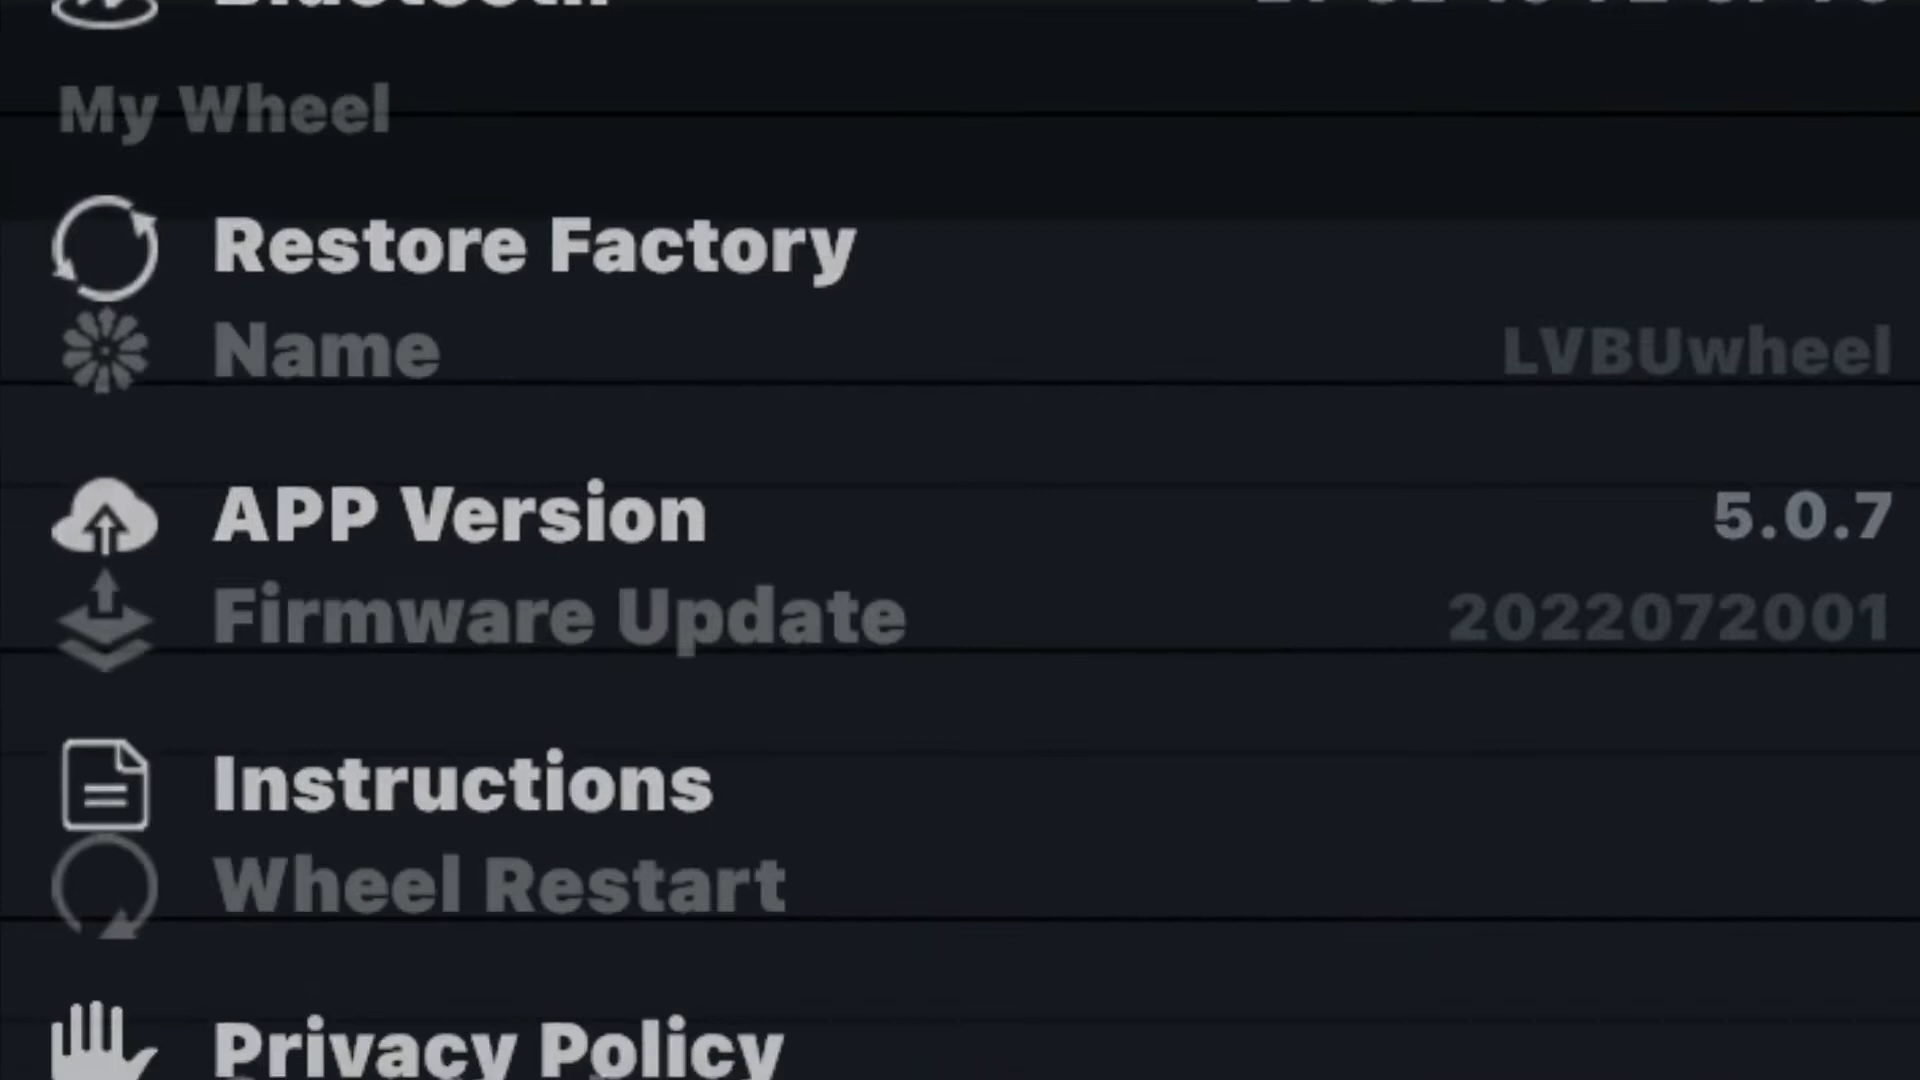 Bluetooth
My Wheel
Restore Factory
Name LVBUwheel
APP Version 5.0.7
Firmware Update 2022072001
Instructions
Wheel Restart
Privacy Policy